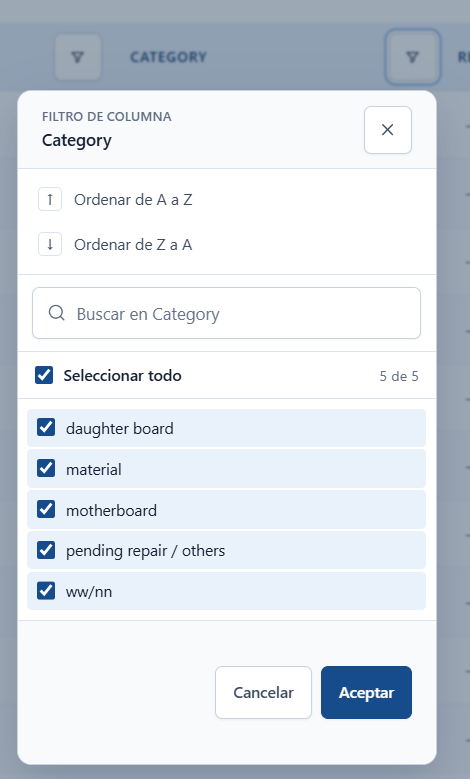 CATEGORY
FILTRO DE COLUMNA
Category
Ordenar de A a Z
Ordenar de Z a A
Buscar en Category
Seleccionar todo 5 de 5
daughter board
material
motherboard
pending repair / others
ww/nn
Cancelar Aceptar